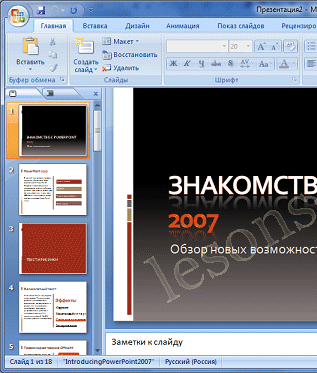 Презентация2 -
Главная Вставка Дизайн Анимация Показ слайдов Рецензиро
Вставить
Буфер обмена
Создать слайд
Макет
Восстановить
Удалить
Слайды
20
Шрифт
1
ЗНАКОМСТВО С POWERPOINT
2007
2
3
4
Эффекты
5
ЗНАКОМСТВ
2007
Обзор новых возможност
lesons
Заметки к слайду
Слайд 1 из 18 "IntroducingPowerPoint2007" Русский (Россия)